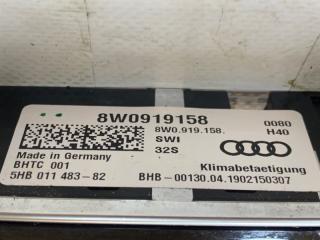 8W0919158
8W0.919.158.
0080
SWI
H40
32S
Made in Germany
BHTC 001
Klimabetaetigung
5HB 011 483-82
BHB-00130.04.1902150307